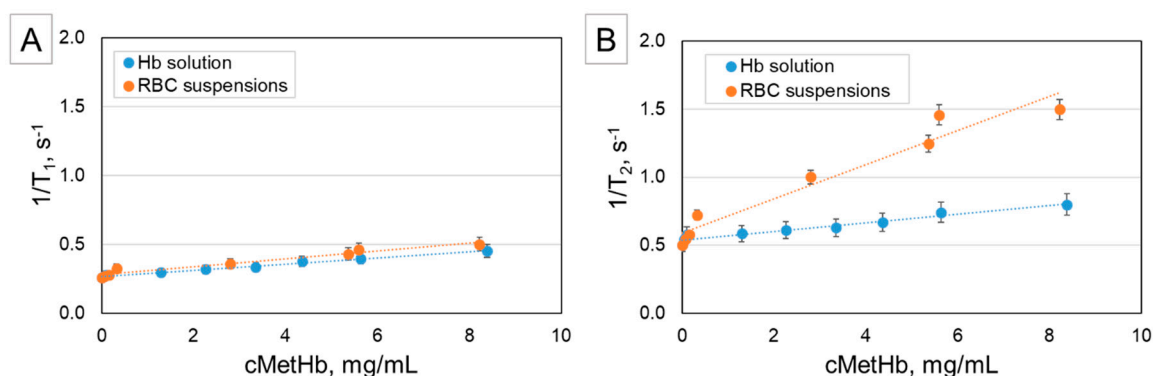 A
2.0
1.5
1.0
0.5
0.0
1/T₁, s⁻¹
Hb solution
RBC suspensions
0 2 4 6 8 10
cMetHb, mg/mL
B
2.0
1.5
1.0
0.5
0.0
1/T₂, s⁻¹
Hb solution
RBC suspensions
0 2 4 6 8 10
cMetHb, mg/mL